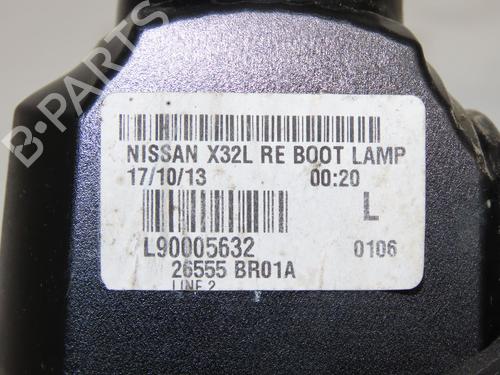 B-PARTS
NISSAN X32L RE BOOT LAMP
17/10/13 00:20
L
L90005632 0106
26555 BR01A
LINE 2